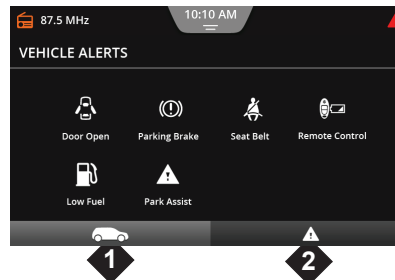 87.5 MHz
10:10 AM
VEHICLE ALERTS
Door Open
Parking Brake
Seat Belt
Remote Control
Low Fuel
Park Assist
1
2